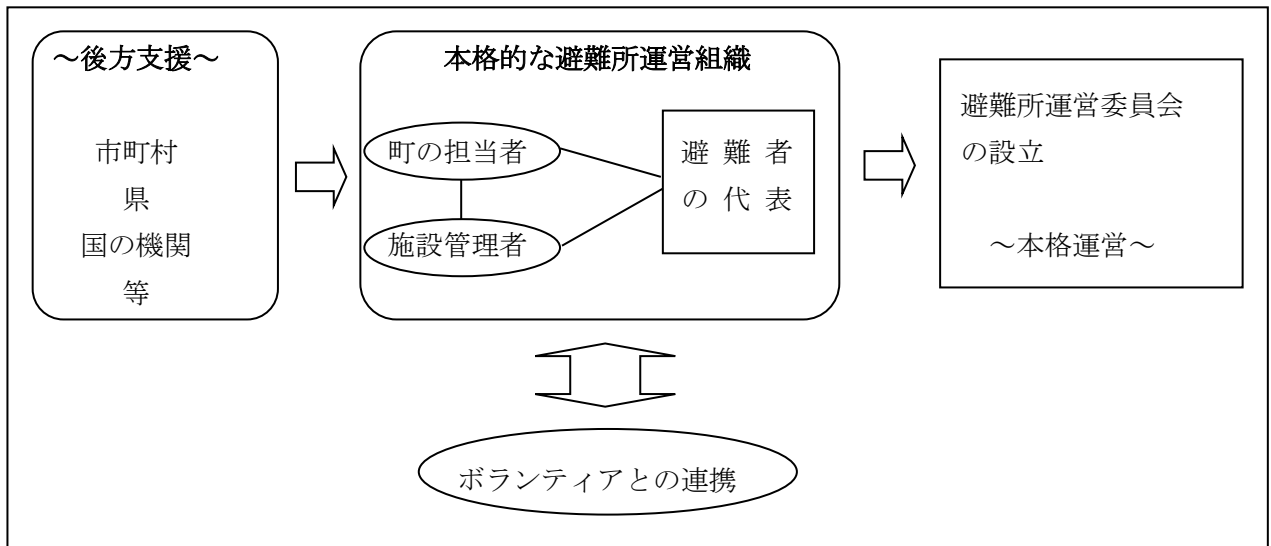 ～後方支援～
市町村
県
国の機関
等
本格的な避難所運営組織
町の担当者
施設管理者
避難者
の代表
避難所運営委員会
の設立
～本格運営～
ボランティアとの連携